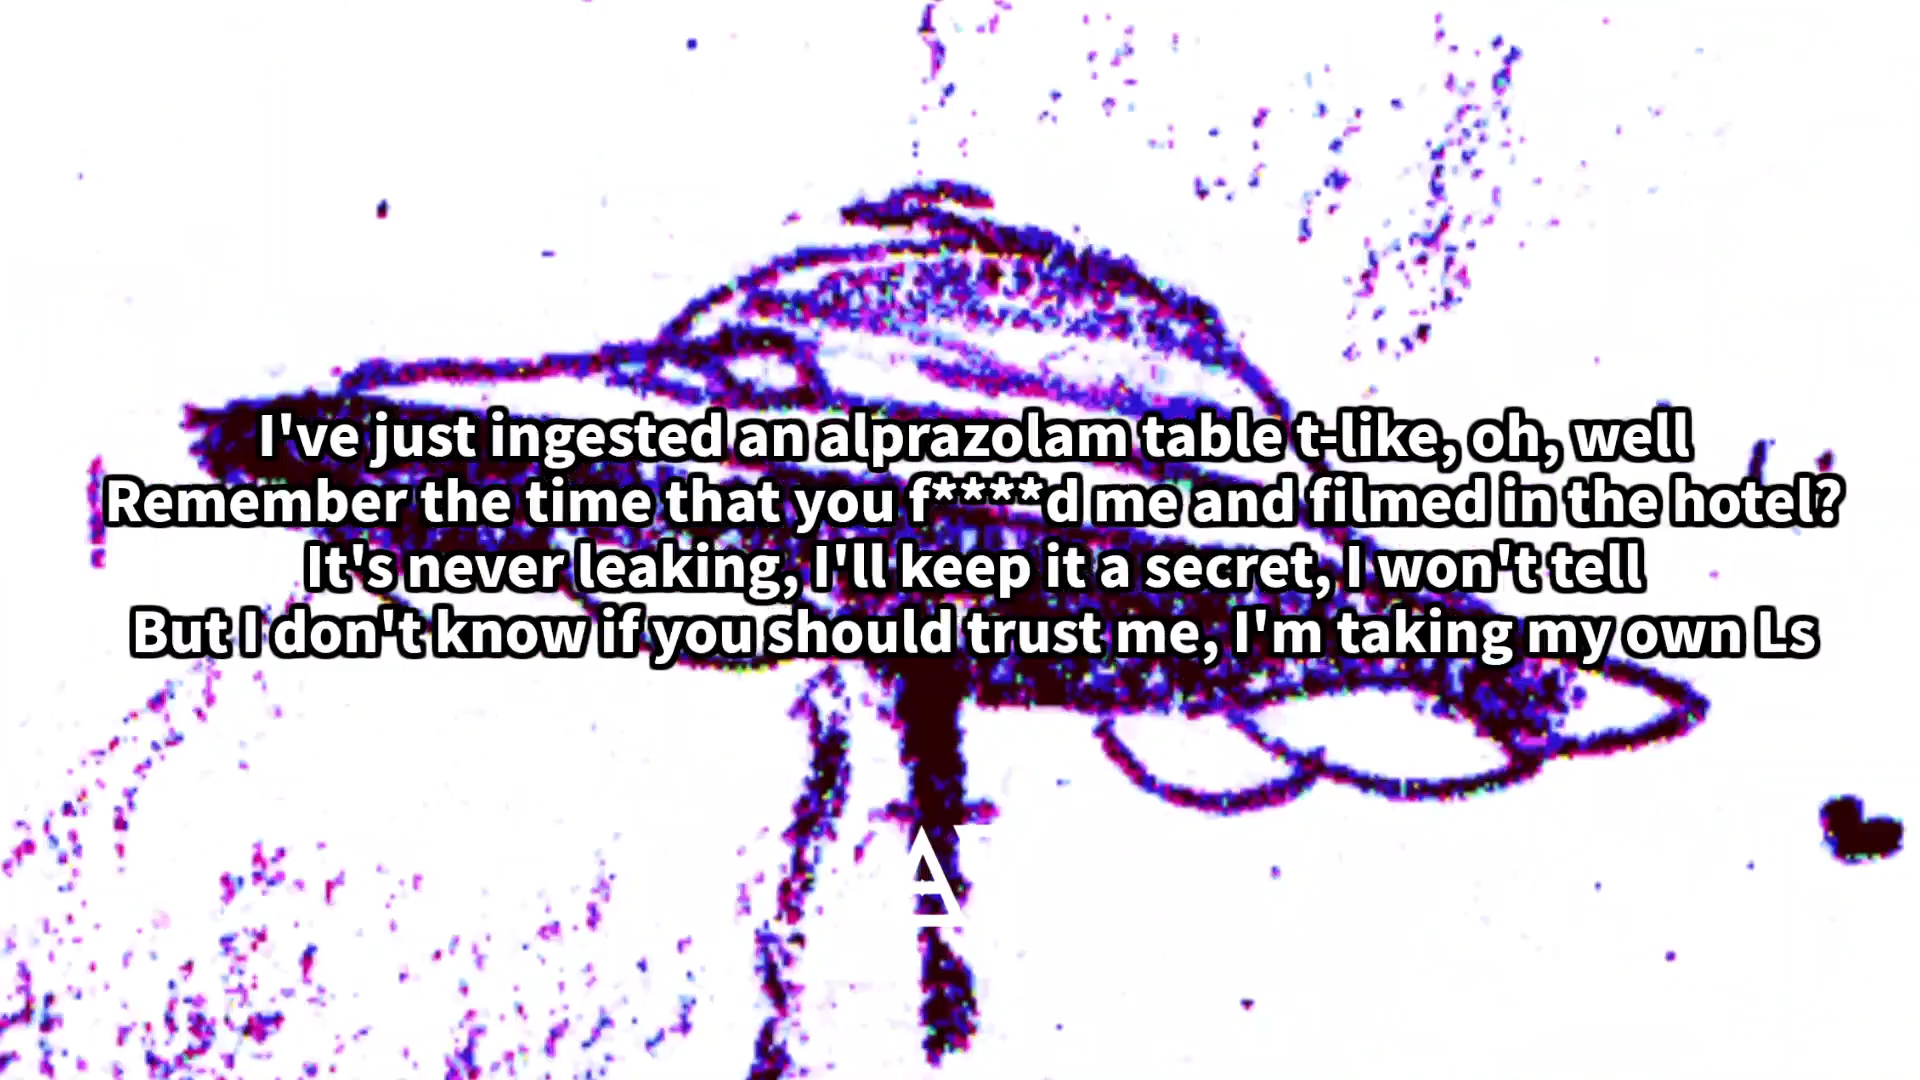 I've just ingested an alprazolam table t-like, oh, well
Remember the time that you f****d me and filmed in the hotel?
It's never leaking, I'll keep it a secret, I won't tell
But I don't know if you should trust me, I'm taking my own Ls